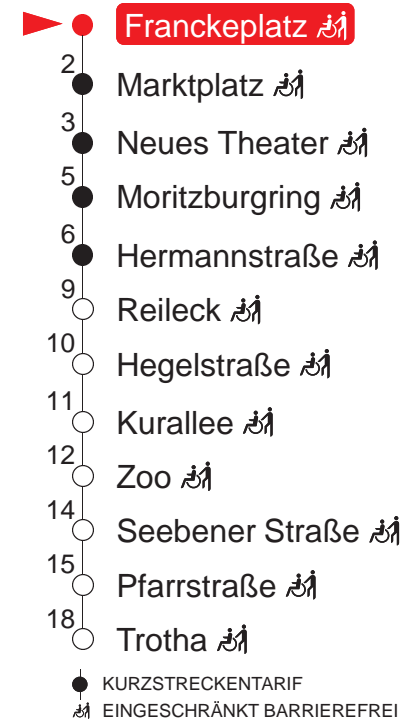 Franckeplatz
2
Marktplatz
3
Neues Theater
5
Moritzburgring
6
Hermannstraße
9
Reileck
10
Hegelstraße
11
Kurallee
12
Zoo
14
Seebener Straße
15
Pfarrstraße
18
Trotha
KURZSTRECKENTARIF
EINGESCHRÄNKT BARRIEREFREI